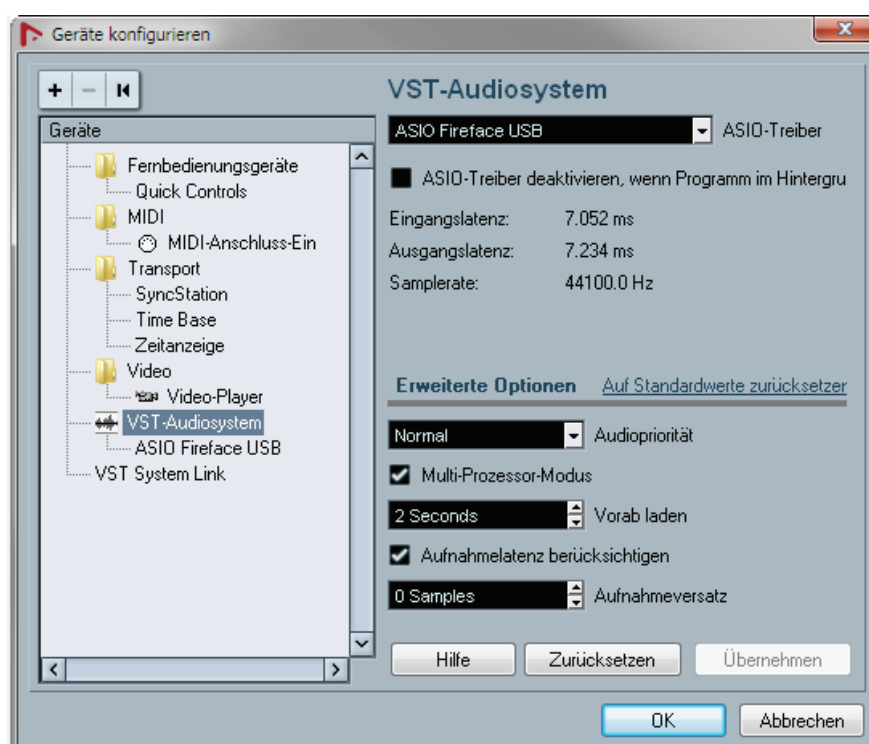 Geräte konfigurieren
VST-Audiosystem
Geräte
ASIO Fireface USB
ASIO-Treiber
Fernbedienungsgeräte
Quick Controls
MIDI
MIDI-Anschluss-Ein
Transport
SyncStation
Time Base
Zeitanzeige
Video
Video-Player
VST-Audiosystem
ASIO Fireface USB
VST System Link
ASIO-Treiber deaktivieren, wenn Programm im Hintergru
Eingangslatenz: 7.052 ms
Ausgangslatenz: 7.234 ms
Samplerate: 44100.0 Hz
Erweiterte Optionen Auf Standardwerte zurücksetzer
Normal Audiopriorität
Multi-Prozessor-Modus
2 Seconds Vorab laden
Aufnahmelatenz berücksichtigen
0 Samples Aufnahmeversatz
Hilfe Zurücksetzen Übernehmen
OK Abbrechen